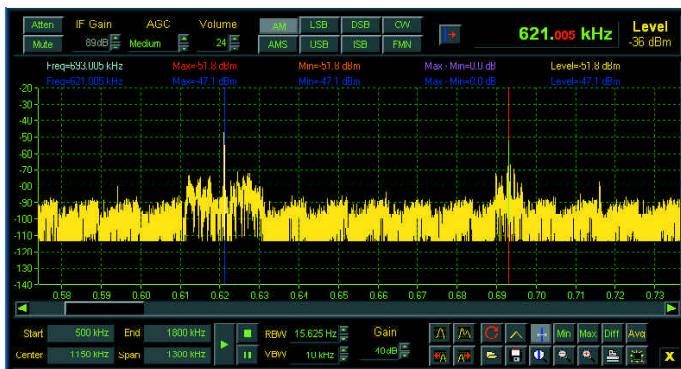 Atten IF Gain AGC Volume AM LSB DSB CW 621.005 kHz Level
Mute 89dB Medium 24 AMS USB ISB FMN -36 dBm
Freq=693.005 kHz Max=-51.8 dBm Min=-51.8 dBm Max - Min=0.0 dB Level=-51.8 dBm
Freq=621.005 kHz Max=-47.1 dBm Min=-47.1 dBm Max - Min=0.0 dB Level=-47.1 dBm
-20
-30
-40
-50
-60
-70
-80
-90
-100
-110
-120
-130
-140
0.58 0.59 0.60 0.61 0.62 0.63 0.64 0.65 0.66 0.67 0.68 0.69 0.70 0.71 0.72 0.73
Start 500 kHz End 1800 kHz RBW 15.625 Hz Gain Min Max Diff Avg
Center 1150 kHz Span 1300 kHz VBW 10 kHz 40dB X